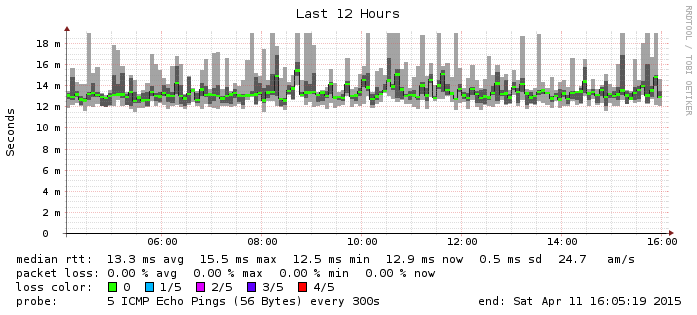 Last 12 Hours
RRDTOOL / TOBI OETIKER
Seconds
18 m
16 m
14 m
12 m
10 m
8 m
6 m
4 m
2 m
0
06:00 08:00 10:00 12:00 14:00 16:00
median rtt: 13.3 ms avg 15.5 ms max 12.5 ms min 12.9 ms now 0.5 ms sd 24.7 am/s
packet loss: 0.00 % avg 0.00 % max 0.00 % min 0.00 % now
loss color: 0 1/5 2/5 3/5 4/5
probe: 5 ICMP Echo Pings (56 Bytes) every 300s end: Sat Apr 11 16:05:19 2015